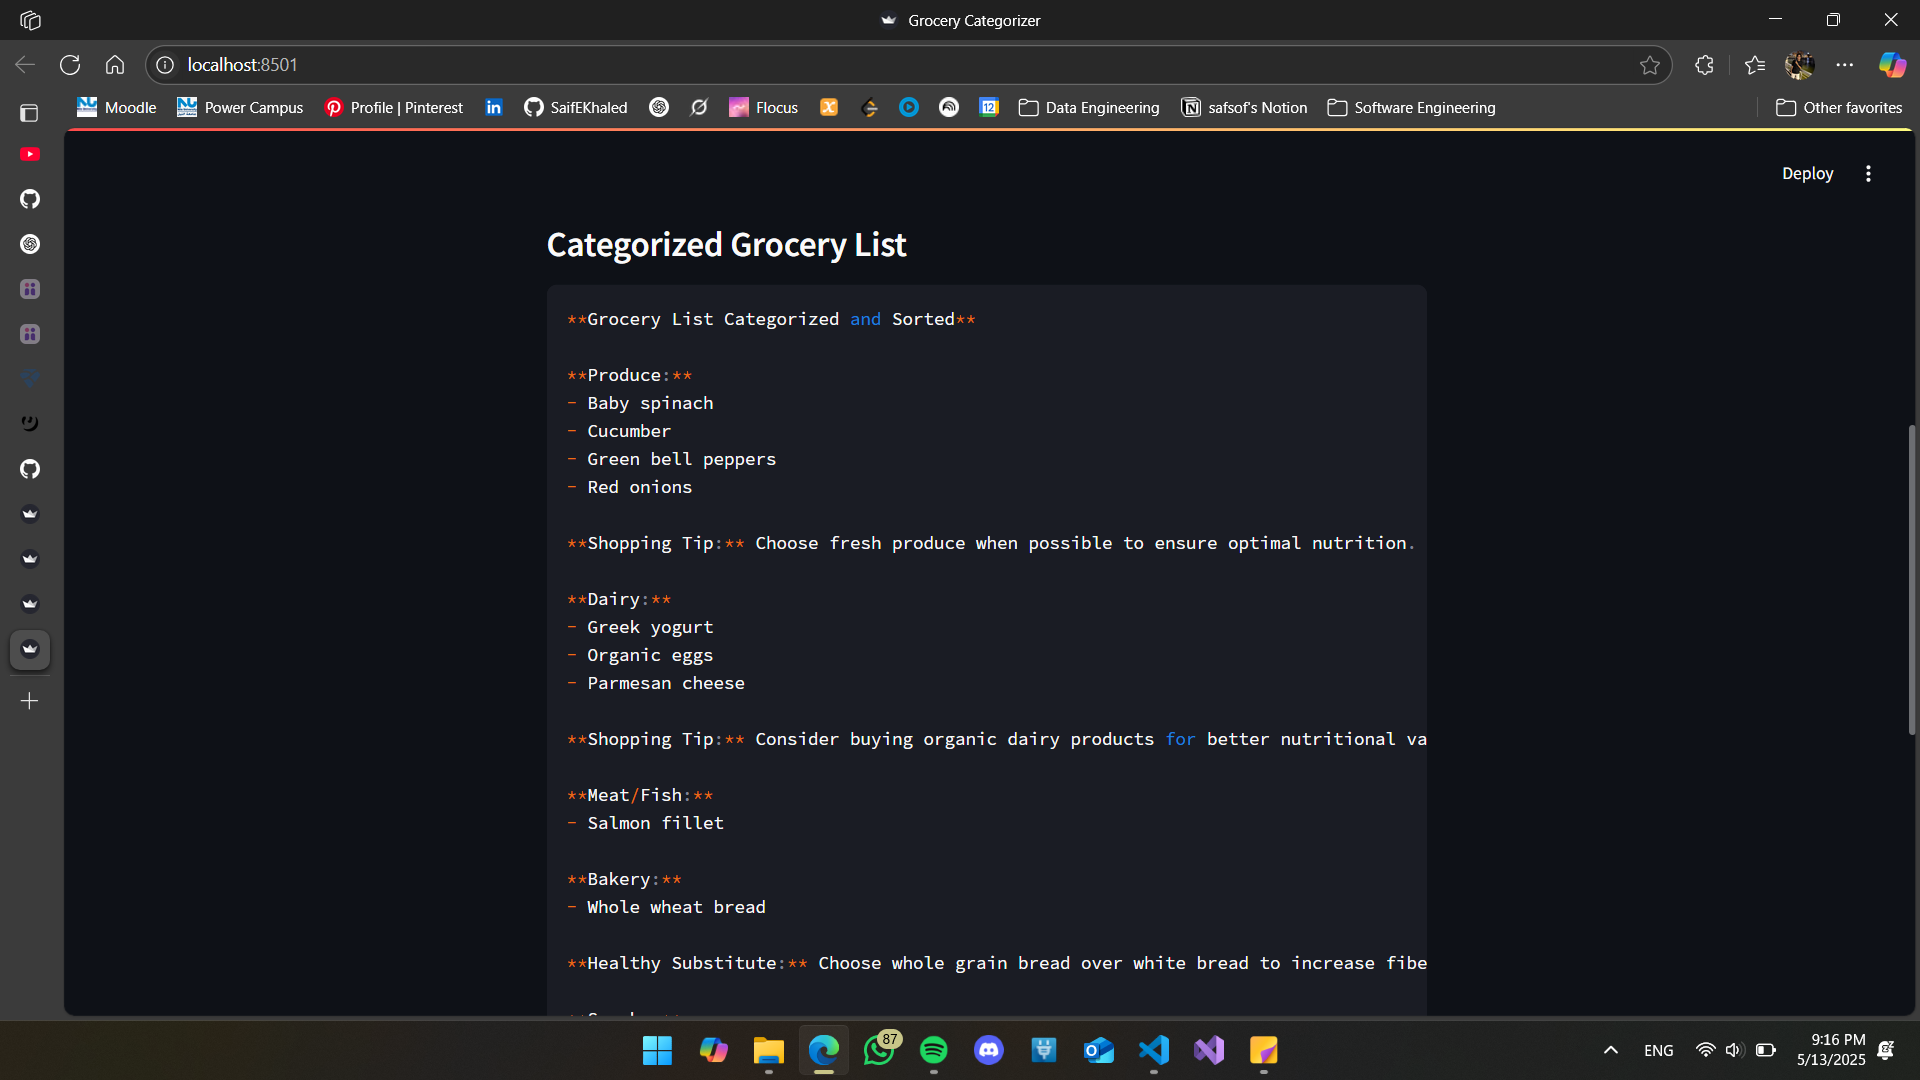 Grocery Categorizer
localhost:8501
Moodle
Power Campus
Profile | Pinterest
SaifEKhaled
Flocus
12
Data Engineering
safsof's Notion
Software Engineering
Other favorites
Deploy
Categorized Grocery List
**Grocery List Categorized and Sorted**
**Produce:**
- Baby spinach
- Cucumber
- Green bell peppers
- Red onions
**Shopping Tip:** Choose fresh produce when possible to ensure optimal nutrition.
**Dairy:**
- Greek yogurt
- Organic eggs
- Parmesan cheese
**Shopping Tip:** Consider buying organic dairy products for better nutritional va
**Meat/Fish:**
- Salmon fillet
**Bakery:**
- Whole wheat bread
**Healthy Substitute:** Choose whole grain bread over white bread to increase fibe
87
ENG
9:16 PM
5/13/2025